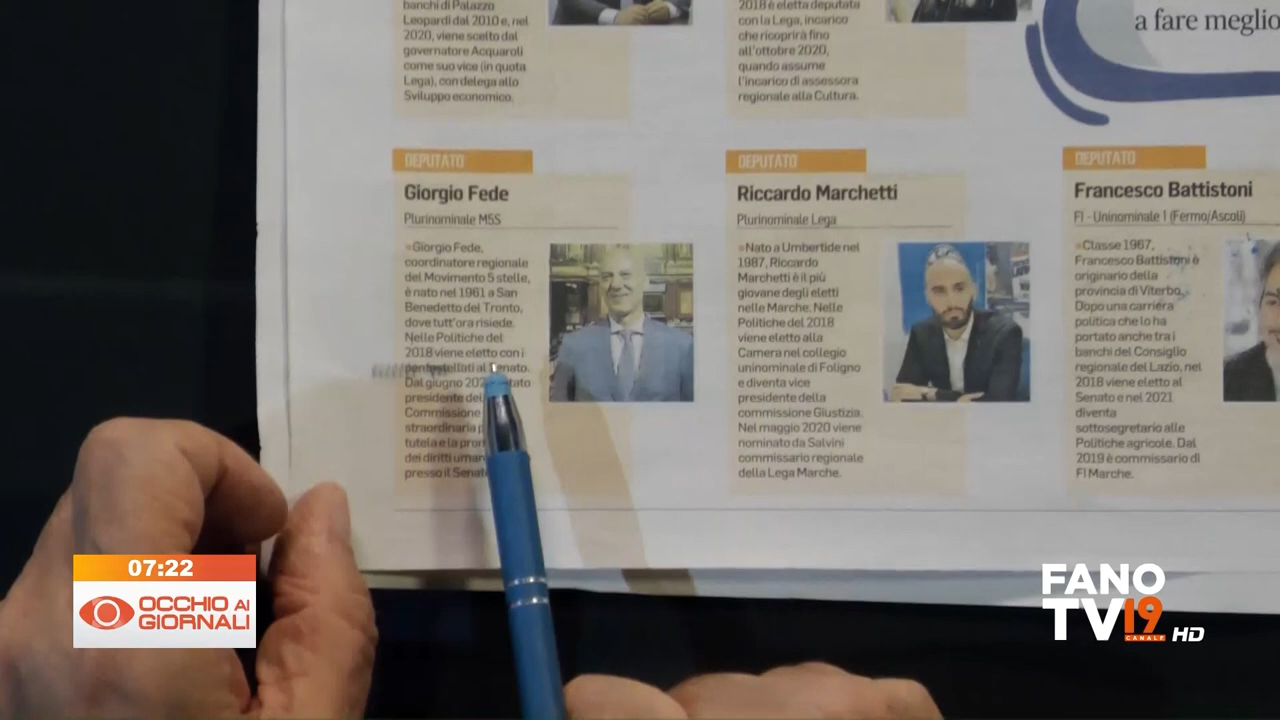 banchi di Palazzo
Leopardi dal 2010 e, nel
2020, viene scelto dal
governatore Acquaroli
come suo vice (in quota
Lega), con delega allo
Sviluppo economico.
2018 è eletta deputata
con la Lega, incarico
che ricoprirà fino
all'ottobre 2020,
quando assume
l'incarico di assessora
regionale alla Cultura.
a fare meglio
DEPUTATO
Giorgio Fede
Plurinominale M5S
Giorgio Fede,
coordinatore regionale
del Movimento 5 stelle,
è nato nel 1961 a San
Benedetto del Tronto,
dove tutt'ora risiede.
Nelle Politiche del
2018 viene eletto con i
pentastellati al Senato.
Dal giugno
presidente
Commissione
straordinaria
tutela e la
dei diritti
presso il
DEPUTATO
Riccardo Marchetti
Plurinominale Lega
Nato a Umbertide nel
1987, Riccardo
Marchetti è il più
giovane degli eletti
nelle Marche. Nelle
Politiche del 2018
viene eletto alla
Camera nel collegio
uninominale di Foligno
e diventa vice
presidente della
commissione Giustizia.
Nel maggio 2020 viene
nominato da Salvini
commissario regionale
della Lega Marche.
DEPUTATO
Francesco Battistoni
FI - Uninominale 1 (Fermo/Ascoli)
Classe 1967,
Francesco Battistoni è
originario della
provincia di Viterbo.
Dopo una carriera
politica che lo ha
portato anche tra i
banchi del Consiglio
regionale del Lazio, nel
2018 viene eletto al
Senato e nel 2021
diventa
sottosegretario alle
Politiche agricole. Dal
2019 è commissario di
FI Marche.
07:22
OCCHIO AI
GIORNALI
FANO
TV19
CANALE
HD